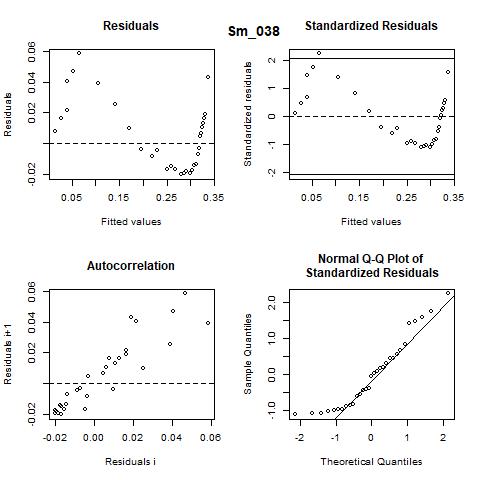 Sm_038
Residuals
Residuals
-0.02
0.02
0.04
0.06
0.05
0.15
0.25
0.35
Fitted values
Standardized Residuals
Standardized residuals
-2
-1
0
1
2
0.05
0.15
0.25
0.35
Fitted values
Autocorrelation
Residuals i+1
-0.02
0.02
0.04
0.06
-0.02
0.00
0.02
0.04
0.06
Residuals i
Normal Q-Q Plot of
Standardized Residuals
Sample Quantiles
-1.0
0.0
1.0
2.0
-2
-1
0
1
2
Theoretical Quantiles